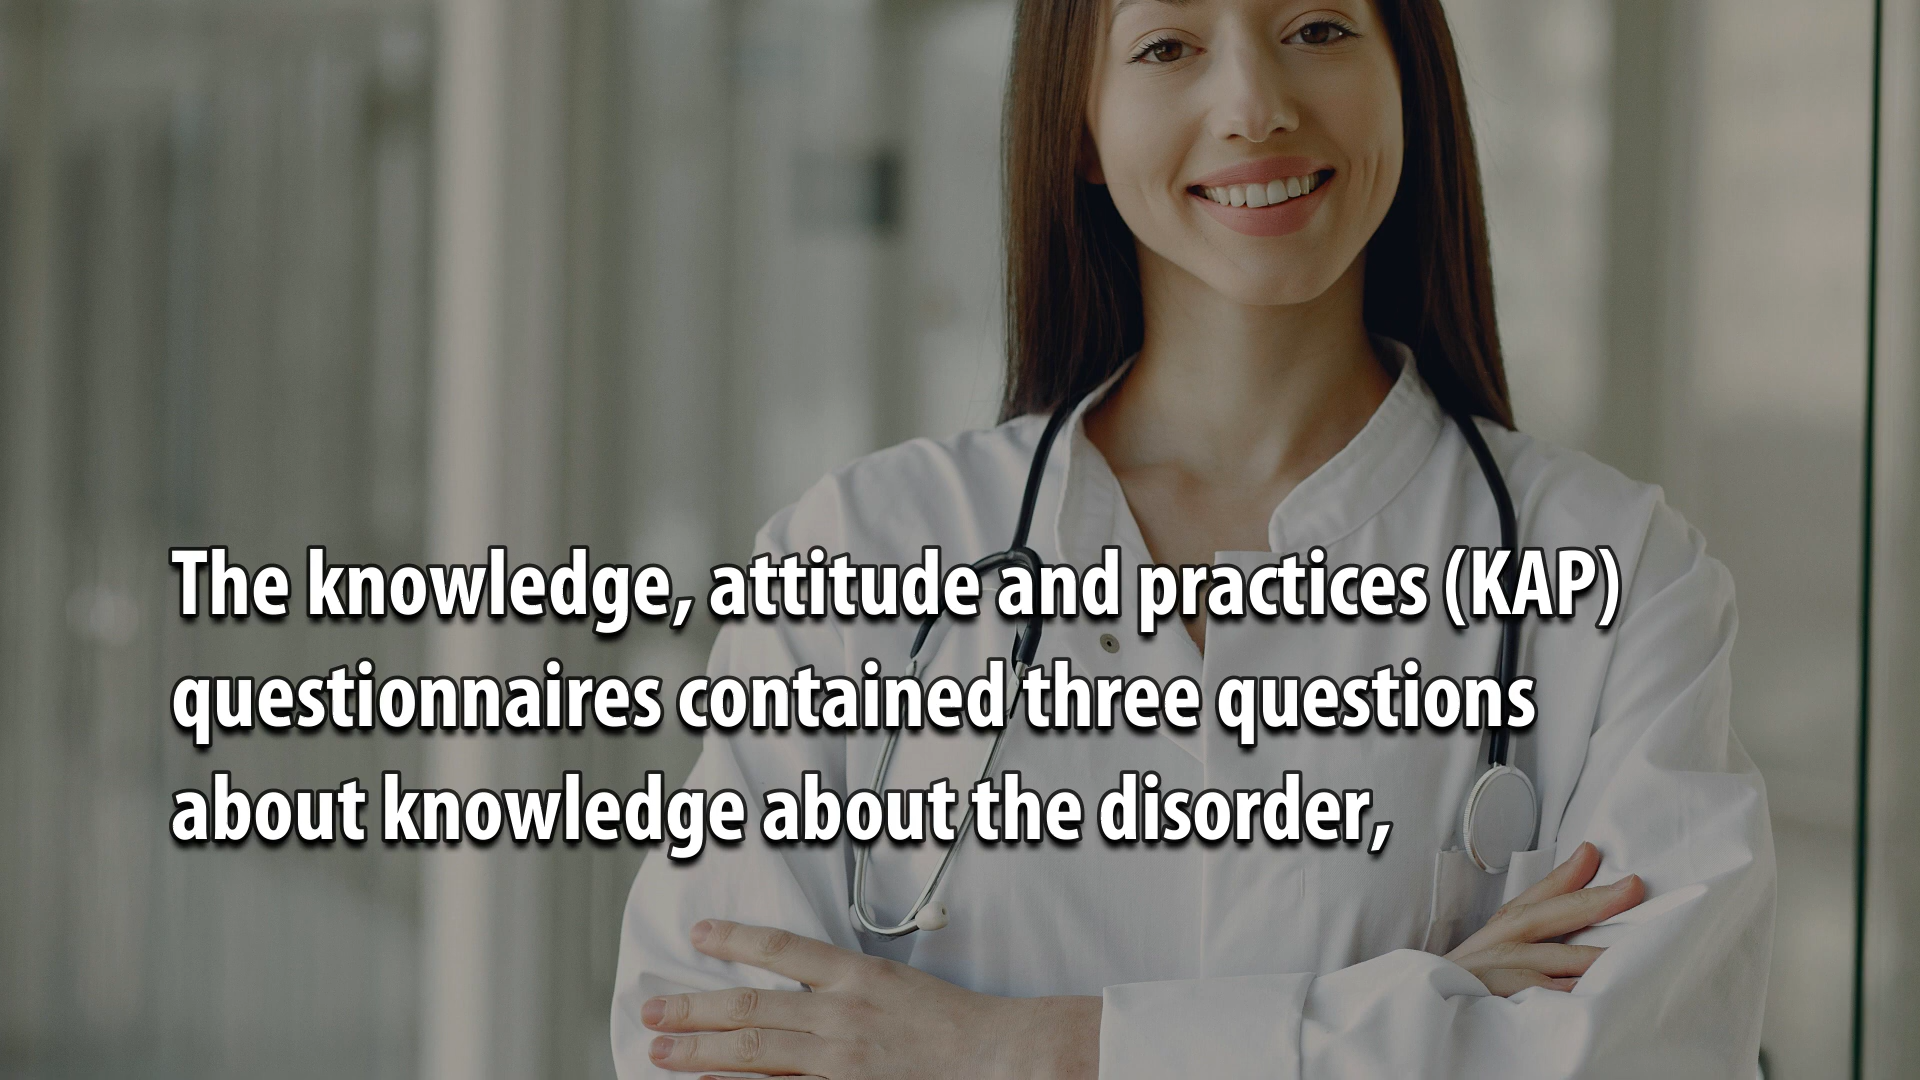 The knowledge, attitude and practices (KAP)
questionnaires contained three questions
about knowledge about the disorder,